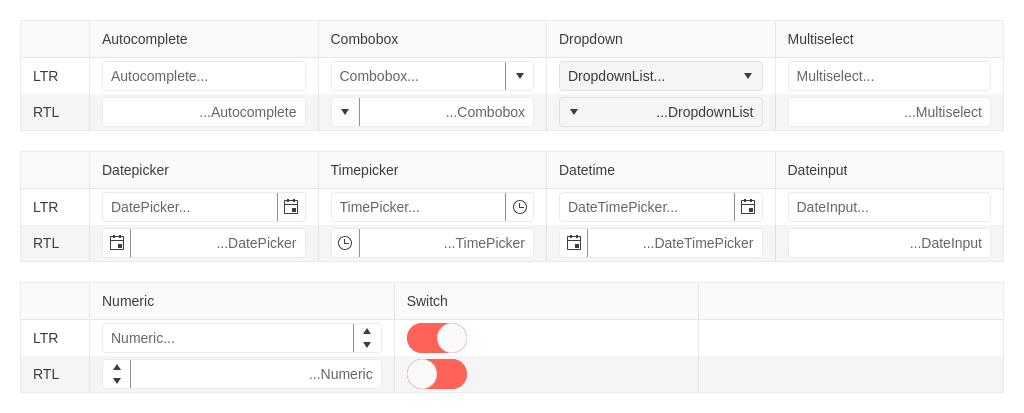 Autocomplete Combobox Dropdown Multiselect
LTR Autocomplete... Combobox... DropdownList... Multiselect...
RTL ...Autocomplete ...Combobox ...DropdownList ...Multiselect
Datepicker Timepicker Datetime Dateinput
LTR DatePicker... TimePicker... DateTimePicker... DateInput...
RTL ...DatePicker ...TimePicker ...DateTimePicker ...DateInput
Numeric Switch
LTR Numeric...
RTL ...Numeric